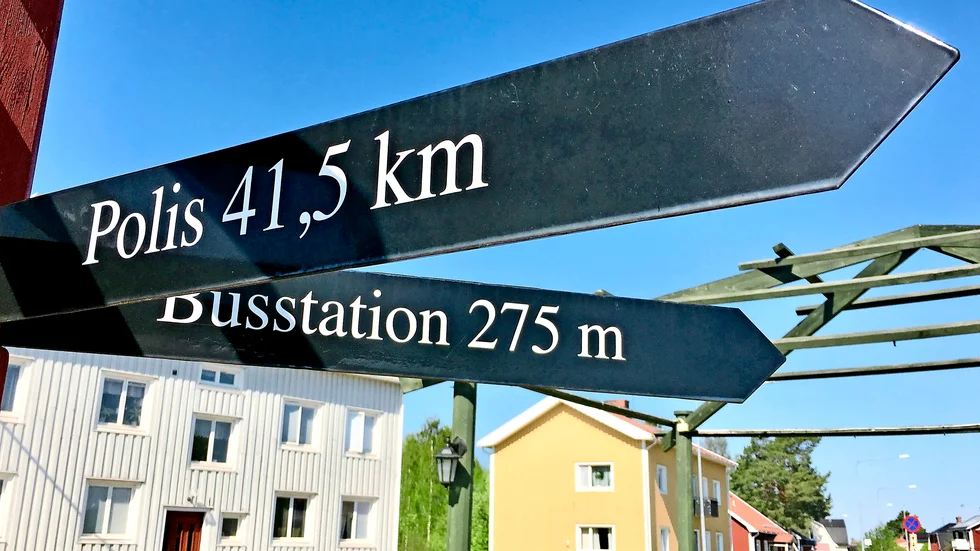 Polis 41,5 km
Busstation 275 m